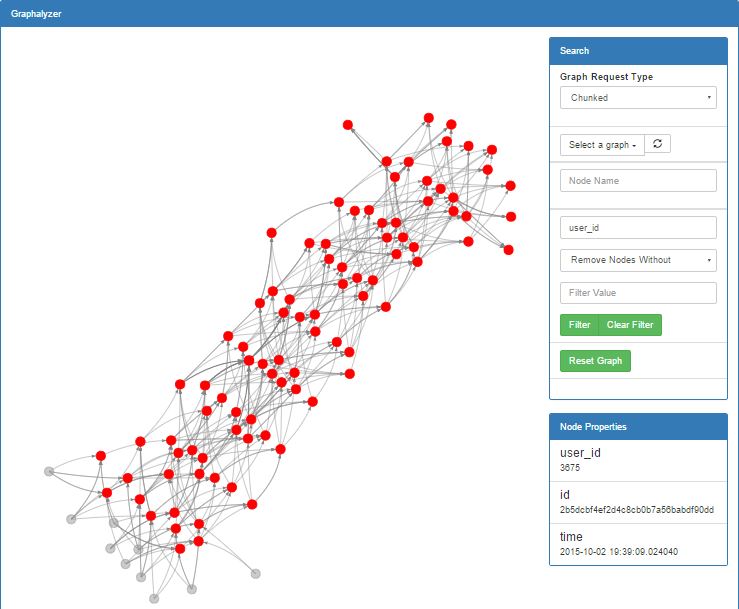 Graphalyzer
Search
Graph Request Type
Chunked
Select a graph
Node Name
user_id
Remove Nodes Without
Filter Value
Filter
Clear Filter
Reset Graph
Node Properties
user_id
3675
id
2b5dcbf4ef2d4c8cb0b7a56babdf90dd
time
2015-10-02 19:39:09.024040